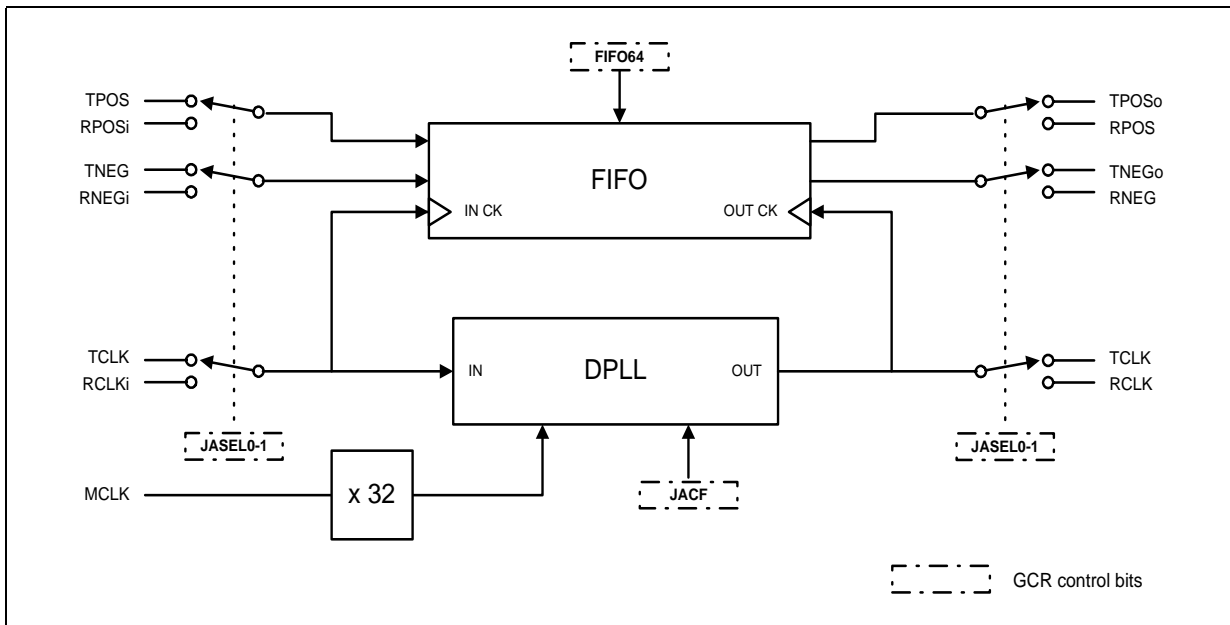 FIFO64
TPOS
RPOSi
TNEG
RNEGi
FIFO
IN CK
OUT CK
TPOSo
RPOS
TNEGo
RNEG
TCLK
RCLKi
IN
DPLL
OUT
TCLK
RCLK
JASEL0-1
JASEL0-1
MCLK
x 32
JACF
GCR control bits